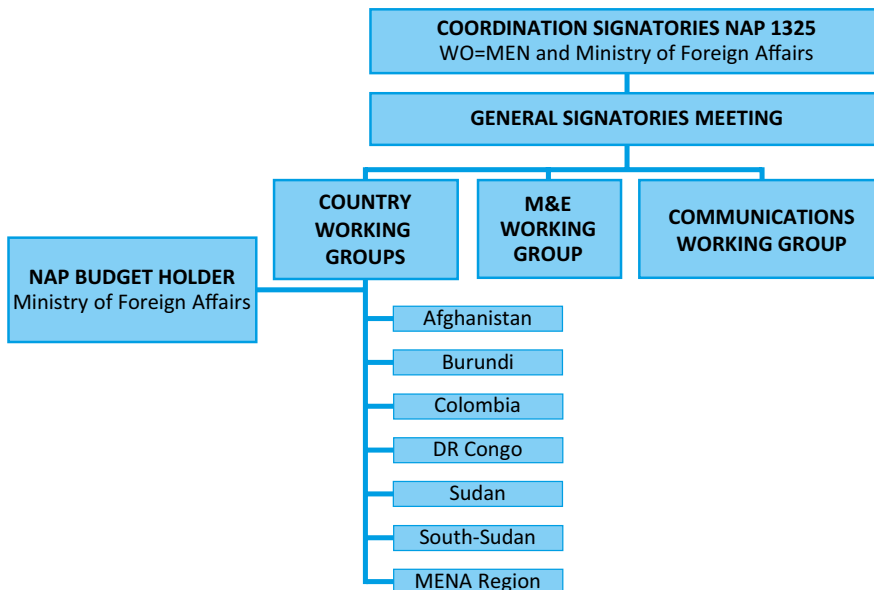 COORDINATION SIGNATORIES NAP 1325
WO=MEN and Ministry of Foreign Affairs
GENERAL SIGNATORIES MEETING
COUNTRY
WORKING
GROUPS
M&E
WORKING
GROUP
COMMUNICATIONS
WORKING GROUP
NAP BUDGET HOLDER
Ministry of Foreign Affairs
Afghanistan
Burundi
Colombia
DR Congo
Sudan
South-Sudan
MENA Region